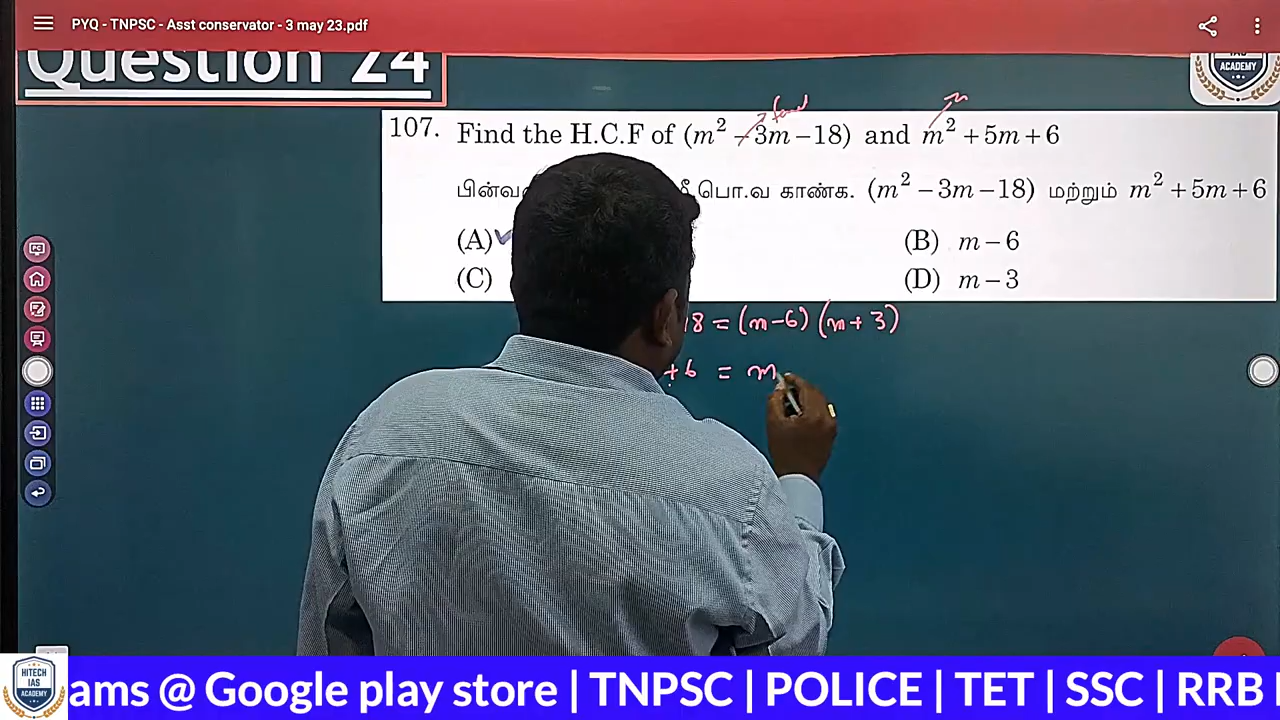 PYQ - TNPSC - Asst conservator - 3 may 23.pdf
Question 24
ACADEMY
107. Find the H.C.F of (m² – 3m – 18) and m² + 5m + 6
பொ.வ காண்க. (m² – 3m – 18) மற்றும் m² + 5m + 6
(A) (B) m – 6
(C) (D) m – 3
18 = (m-6) (m+3)
+6 = m
HITECH IAS ACADEMY
ams @ Google play store | TNPSC | POLICE | TET | SSC | RRB